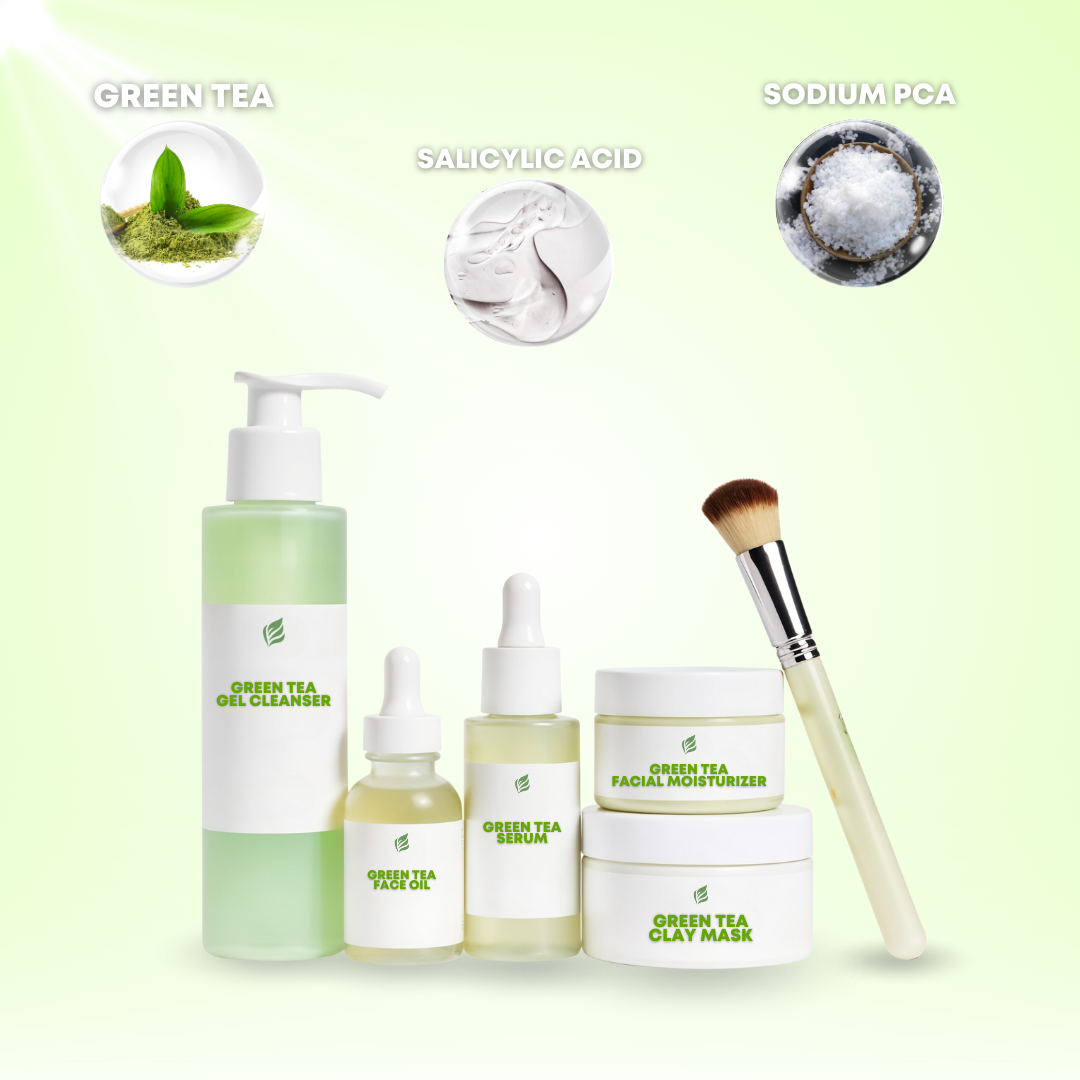 GREEN TEA
SODIUM PCA
SALICYLIC ACID
GREEN TEA
GEL CLEANSER
GREEN TEA
FACE OIL
GREEN TEA
SERUM
GREEN TEA
FACIAL MOISTURIZER
GREEN TEA
CLAY MASK